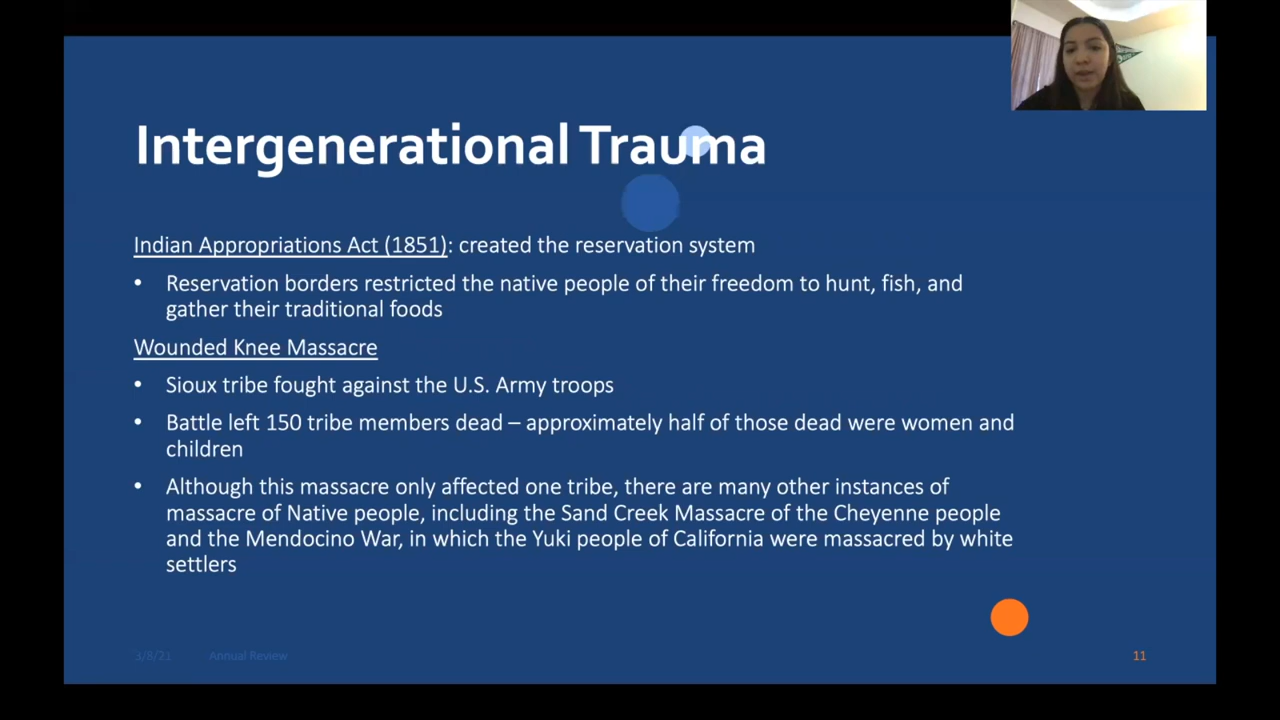 Intergenerational Trauma
Indian Appropriations Act (1851): created the reservation system
• Reservation borders restricted the native people of their freedom to hunt, fish, and
gather their traditional foods
Wounded Knee Massacre
• Sioux tribe fought against the U.S. Army troops
• Battle left 150 tribe members dead – approximately half of those dead were women and
children
• Although this massacre only affected one tribe, there are many other instances of
massacre of Native people, including the Sand Creek Massacre of the Cheyenne people
and the Mendocino War, in which the Yuki people of California were massacred by white
settlers
3/8/21 Annual Review 11